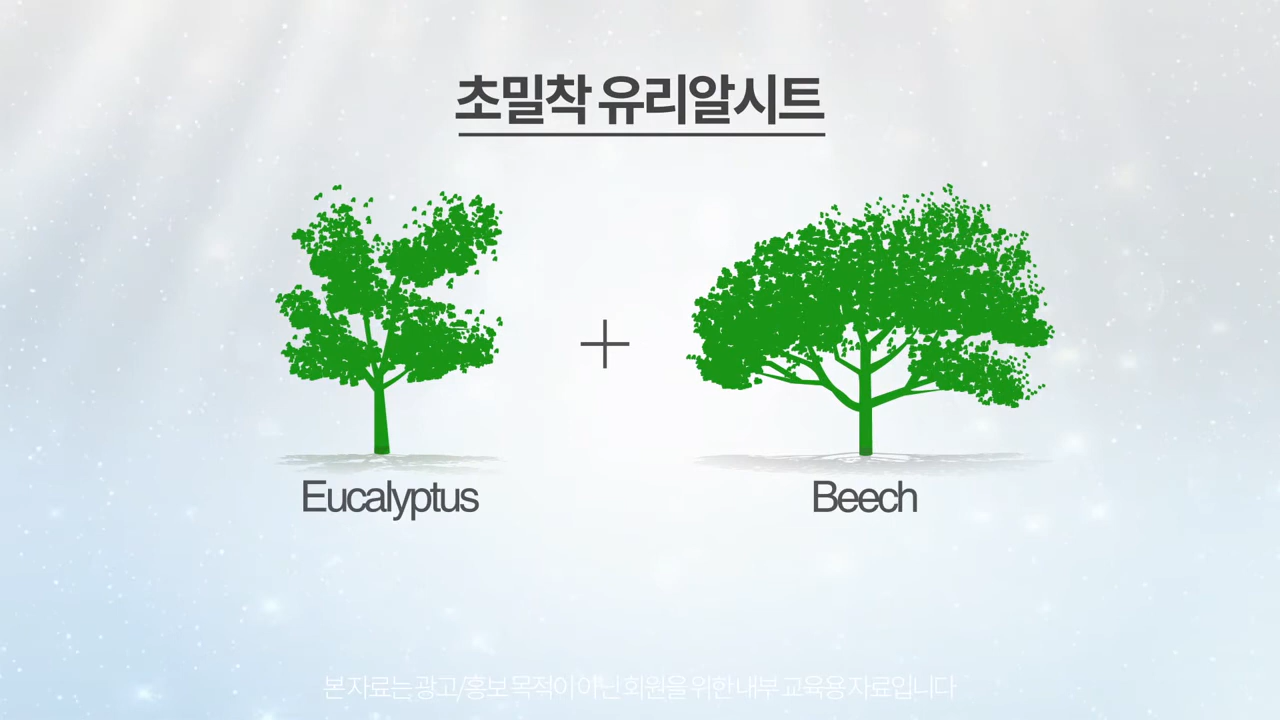 초밀착 유리알시트
Eucalyptus
Beech
본 자료는 광고/홍보 목적이 아닌 회원을 위한 내부 교육용 자료입니다